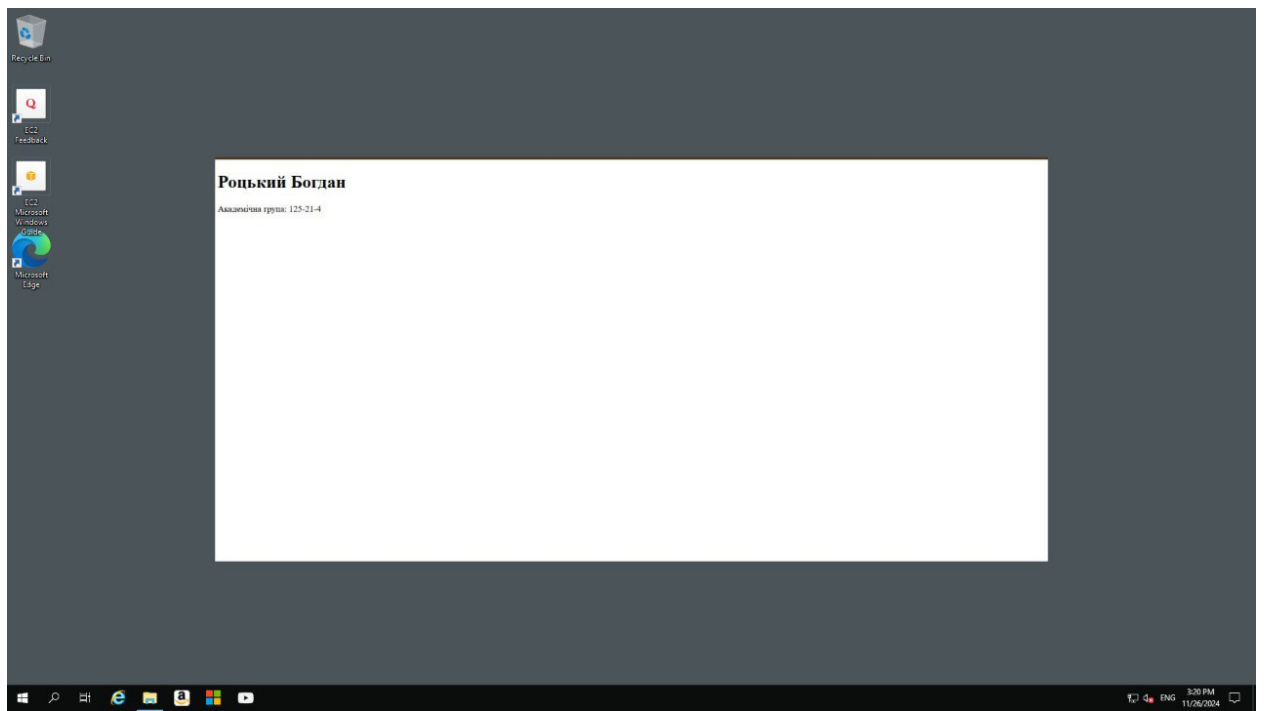 Recycle Bin
Q
EC2
Feedback
EC2
Microsoft
Windows
Guide
Microsoft
Edge
Роцький Богдан
Академічна група: 125-21-4
a
ENG
3:20 PM
11/26/2024